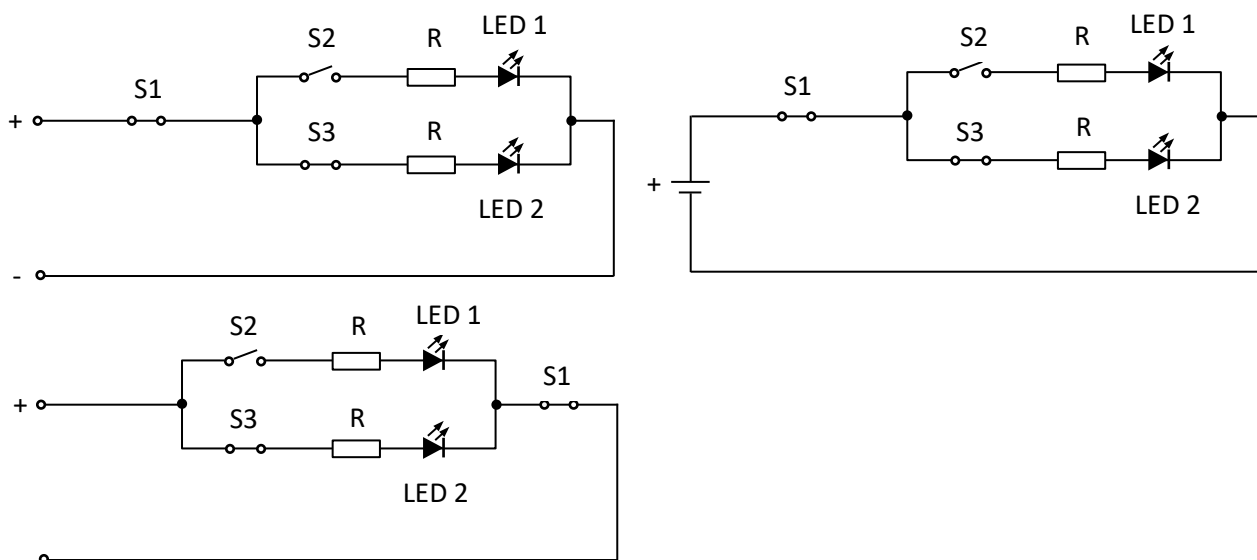 LED 1
S2 R
S1
+
S3 R
LED 2
-
LED 1
S2 R
S1
S3 R
+
LED 2
LED 1
S2 R
S1
+
S3 R
LED 2